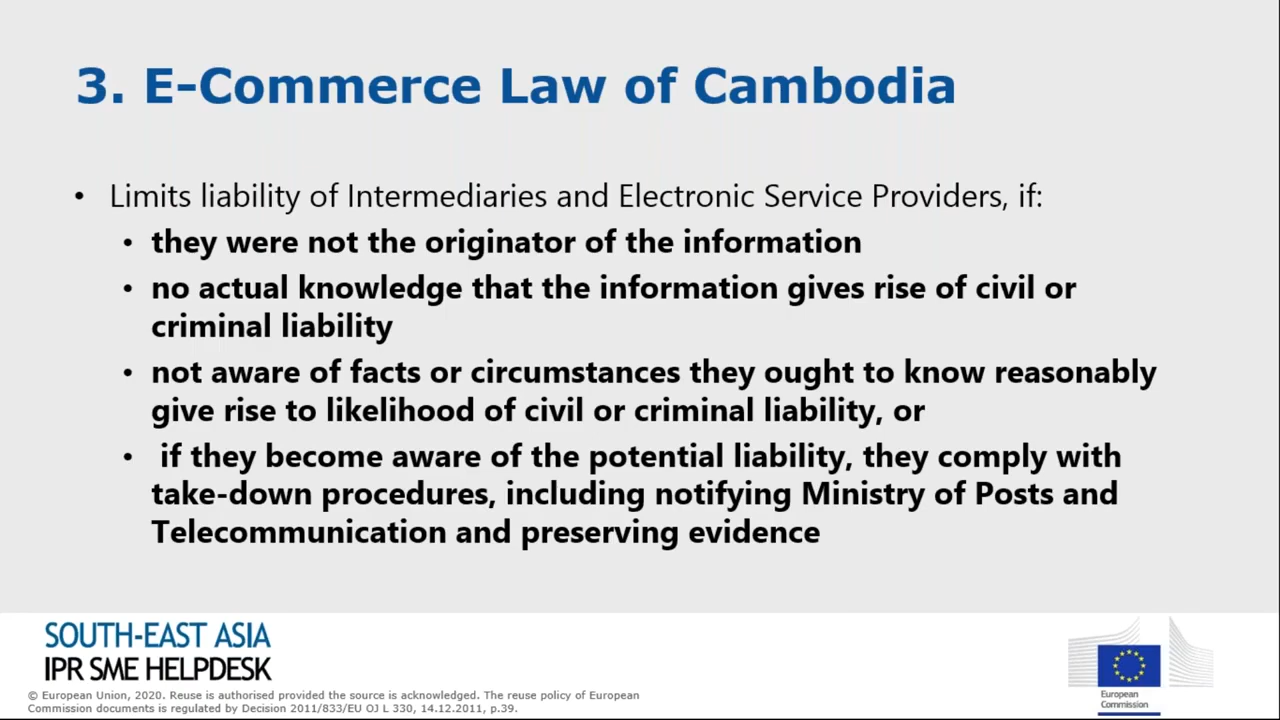 3. E-Commerce Law of Cambodia
• Limits liability of Intermediaries and Electronic Service Providers, if:
• they were not the originator of the information
• no actual knowledge that the information gives rise of civil or
criminal liability
• not aware of facts or circumstances they ought to know reasonably
give rise to likelihood of civil or criminal liability, or
• if they become aware of the potential liability, they comply with
take-down procedures, including notifying Ministry of Posts and
Telecommunication and preserving evidence
SOUTH-EAST ASIA
IPR SME HELPDESK
© European Union, 2020. Reuse is authorised provided the source is acknowledged. The reuse policy of European
Commission documents is regulated by Decision 2011/833/EU OJ L 330, 14.12.2011, p.39.
European
Commission